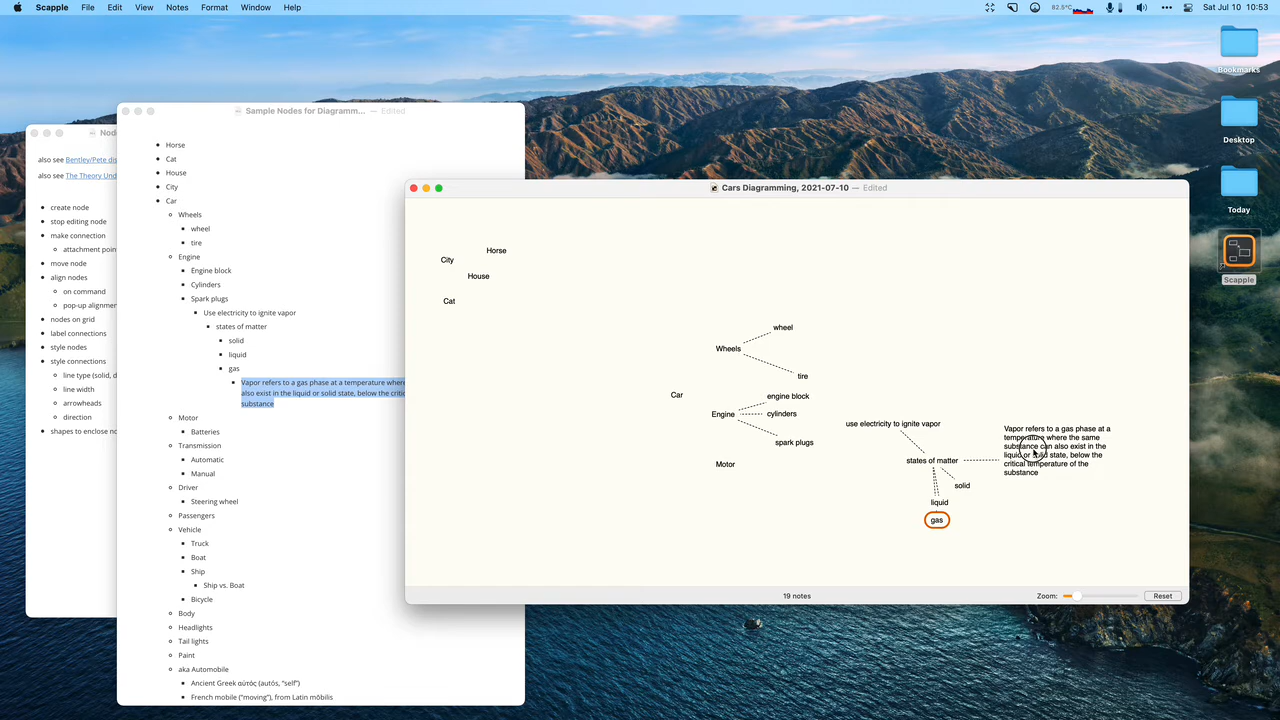 Scapple File Edit View Notes Format Window Help
82.5°C
Sat Jul 10 10:53
Bookmarks
Desktop
Today
Scapple
also see Bentley/Pete dis
also see The Theory Und
create node
stop editing node
make connection
attachment poin
move node
align nodes
on command
pop-up alignmen
nodes on grid
label connections
style nodes
style connections
line type (solid, d
line width
arrowheads
direction
shapes to enclose no
Sample Nodes for Diagramm... — Edited
Horse
Cat
House
City
Car
Wheels
wheel
tire
Engine
Engine block
Cylinders
Spark plugs
Use electricity to ignite vapor
states of matter
solid
liquid
gas
Vapor refers to a gas phase at a temperature where
also exist in the liquid or solid state, below the critic
substance
Motor
Batteries
Transmission
Automatic
Manual
Driver
Steering wheel
Passengers
Vehicle
Truck
Boat
Ship
Ship vs. Boat
Bicycle
Body
Headlights
Tail lights
Paint
aka Automobile
Ancient Greek αὐτός (autós, “self”)
French mobile (“moving”), from Latin mōbilis
Cars Diagramming, 2021-07-10 — Edited
Horse
City
House
Cat
wheel
Wheels
tire
Car
engine block
Engine
cylinders
spark plugs
Motor
use electricity to ignite vapor
states of matter
solid
liquid
gas
Vapor refers to a gas phase at a
temperature where the same
substance can also exist in the
liquid or solid state, below the
critical temperature of the
substance
19 notes
Zoom:
Reset